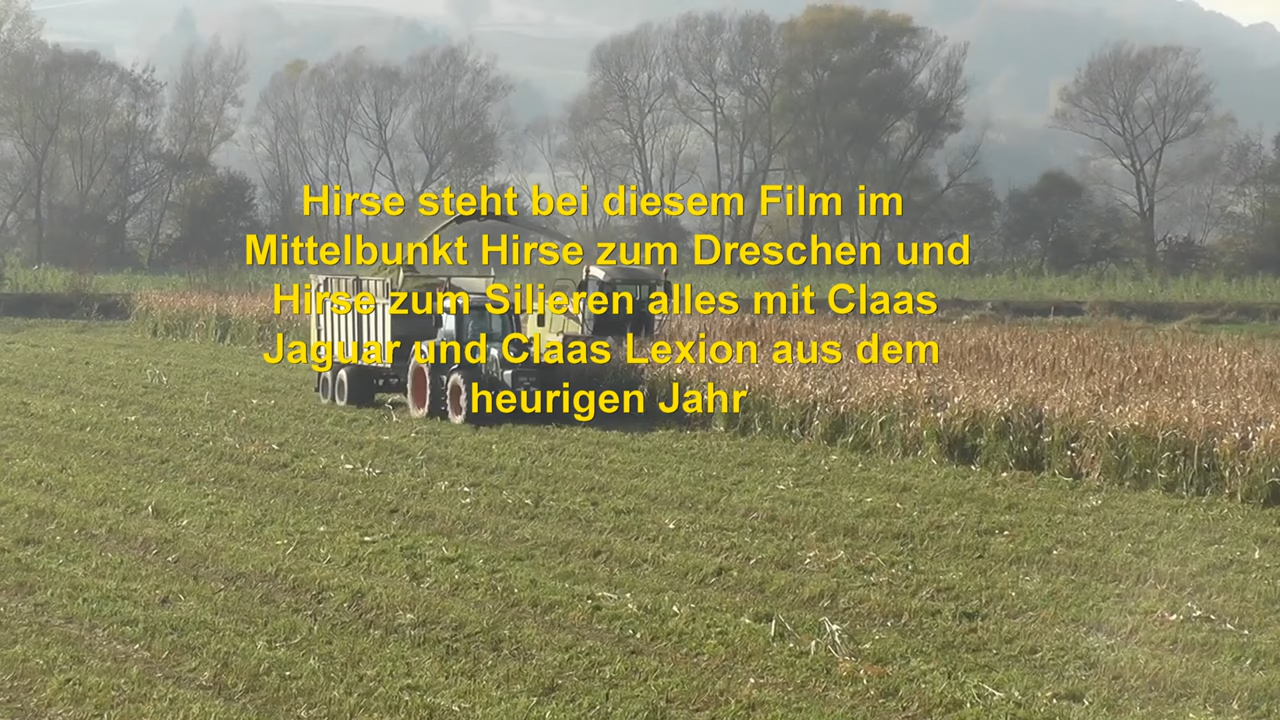 Hirse steht bei diesem Film im
Mittelbunkt Hirse zum Dreschen und
Hirse zum Silieren alles mit Claas
Jaguar und Claas Lexion aus dem
heurigen Jahr